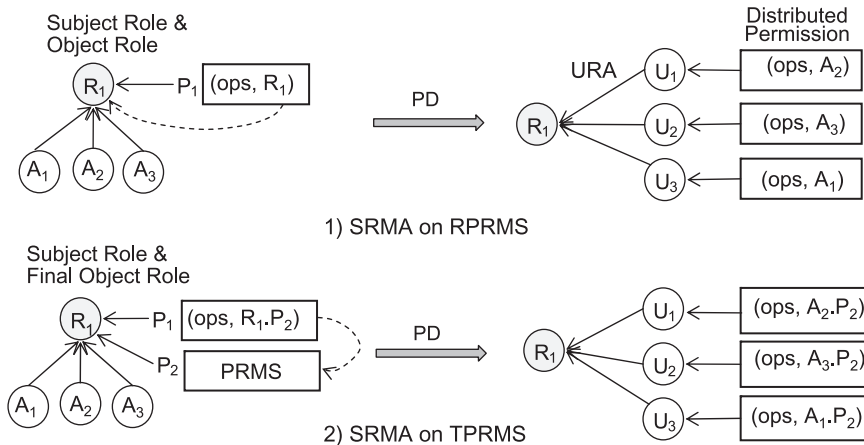 Subject Role &
Object Role
R1
P1
(ops, R1)
A1
A2
A3
PD
Distributed
Permission
URA
R1
U1
(ops, A2)
U2
(ops, A3)
U3
(ops, A1)
1) SRMA on RPRMS
Subject Role &
Final Object Role
R1
P1
(ops, R1.P2)
P2
PRMS
A1
A2
A3
PD
R1
U1
(ops, A2.P2)
U2
(ops, A3.P2)
U3
(ops, A1.P2)
2) SRMA on TPRMS